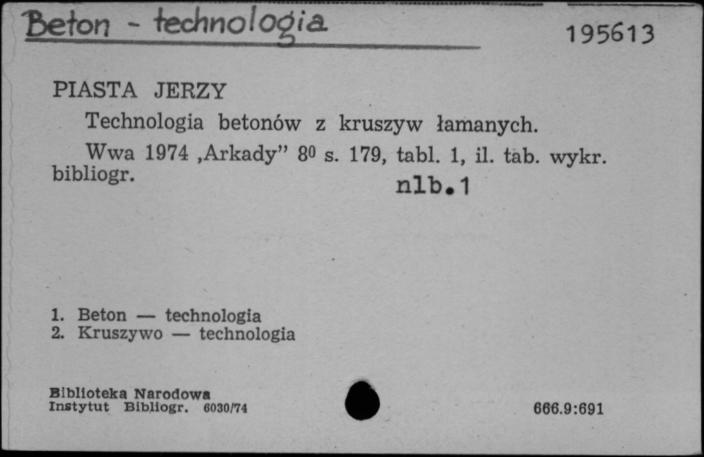 Beton - technologia
195613
PIASTA JERZY
Technologia betonów z kruszyw łamanych.
Wwa 1974 ,Arkady” 8⁰ s. 179, tabl. 1, il. tab. wykr.
bibliogr.
nlb.1
1. Beton — technologia
2. Kruszywo — technologia
Biblioteka Narodowa
Instytut Bibliogr. 6030/74
666.9:691